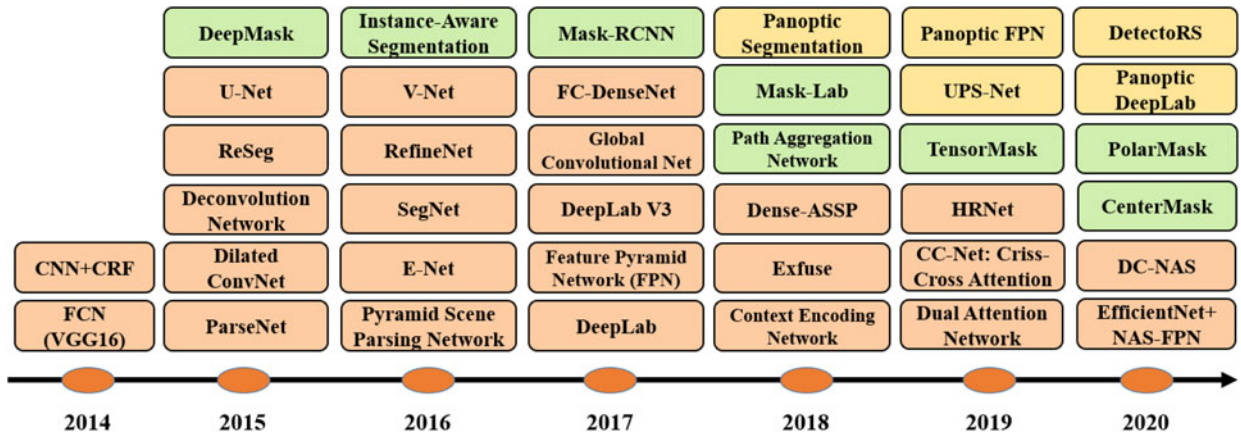 DeepMask
Instance-Aware
Segmentation
Mask-RCNN
Panoptic
Segmentation
Panoptic FPN
DetectoRS
U-Net
V-Net
FC-DenseNet
Mask-Lab
UPS-Net
Panoptic
DeepLab
ReSeg
RefineNet
Global
Convolutional Net
Path Aggregation
Network
TensorMask
PolarMask
Deconvolution
Network
SegNet
DeepLab V3
Dense-ASSP
HRNet
CenterMask
CNN+CRF
Dilated
ConvNet
E-Net
Feature Pyramid
Network (FPN)
Exfuse
CC-Net: Criss-
Cross Attention
DC-NAS
FCN
(VGG16)
ParseNet
Pyramid Scene
Parsing Network
DeepLab
Context Encoding
Network
Dual Attention
Network
EfficientNet+
NAS-FPN
2014
2015
2016
2017
2018
2019
2020